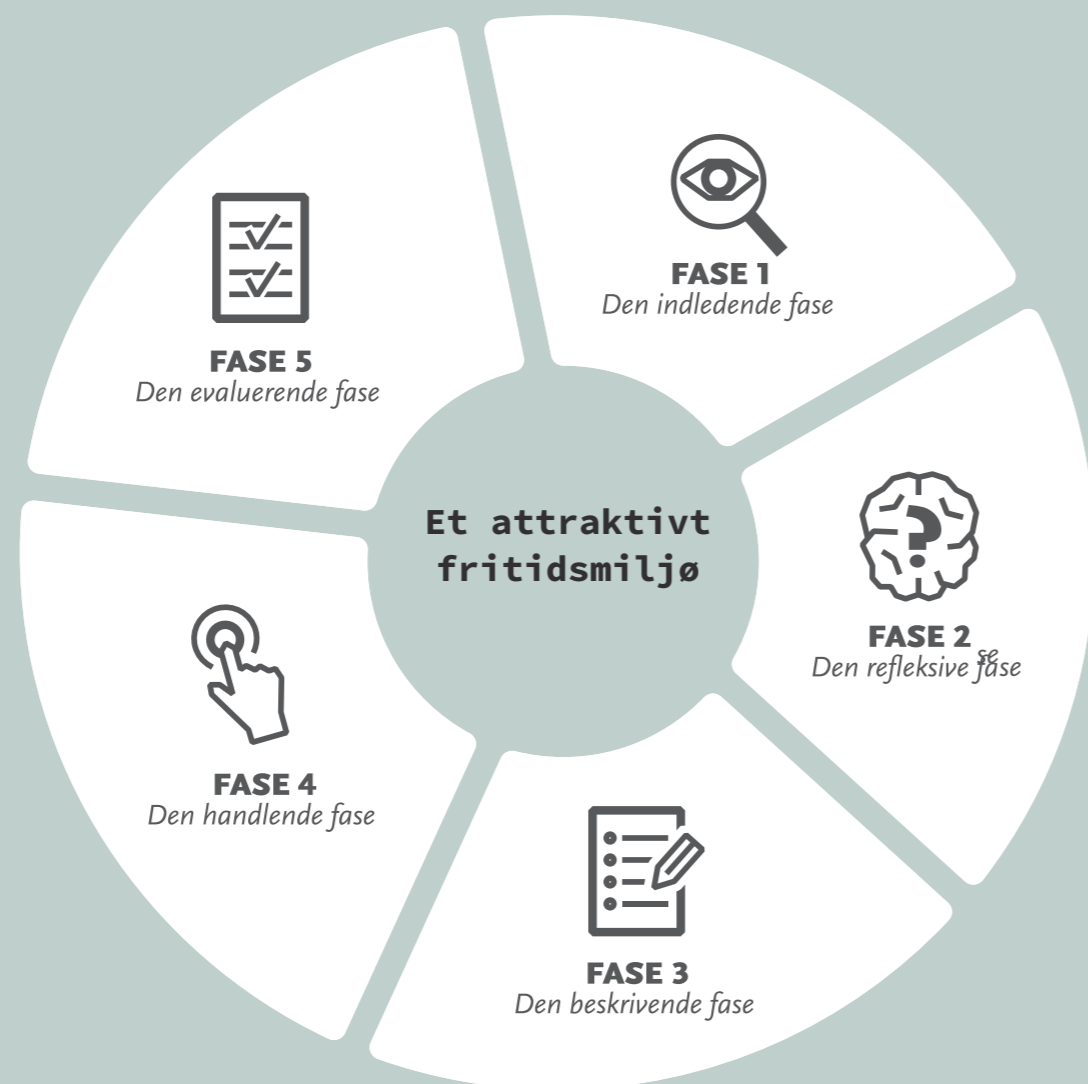 Et attraktivt
fritidsmiljø
FASE 1
Den indledende fase
FASE 2
Den refleksive fase
se
FASE 3
Den beskrivende fase
FASE 4
Den handlende fase
FASE 5
Den evaluerende fase